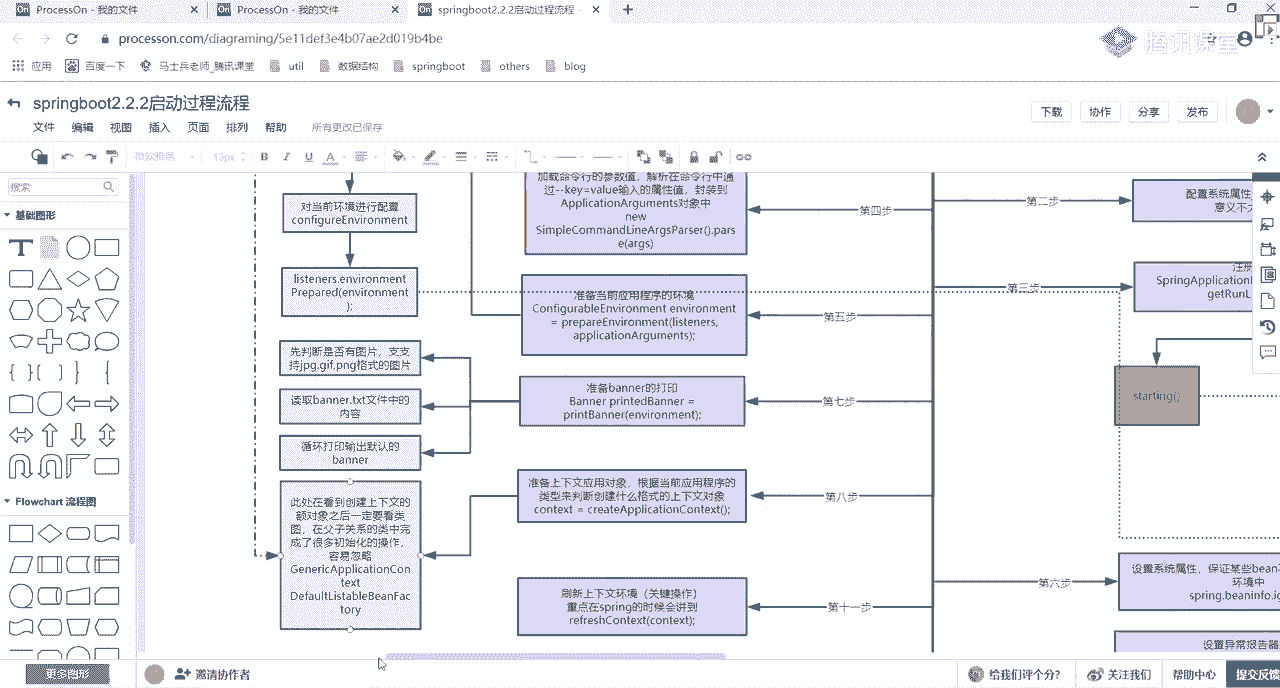 ProcessOn - 我的文件
ProcessOn - 我的文件
springboot2.2.2启动过程流程
processon.com/diagraming/5e11def3e4b07ae2d019b4be
腾讯课堂
应用
百度一下
马士兵老师_腾讯课堂
util
数据结构
springboot
others
blog
springboot2.2.2启动过程流程
文件
编辑
视图
插入
页面
排列
帮助
所有更改已保存
下载
协作
分享
发布
微软雅黑
13px
B
I
U
A
搜索
基础图形
T
Flowchart 流程图
更多图形
对当前环境进行配置
configureEnvironment
listeners.environment
Prepared(environment
);
先判断是否有图片，支支
持jpg.gif,png格式的图片
读取banner.txt文件中的
内容
循环打印输出默认的
banner
此处在看到创建上下文的
额对象之后一定要看类
图，在父子关系的类中完
成了很多初始化的操作，
容易忽略
GenericApplicationCon
text
DefaultListableBeanFac
tory
加载命令行的参数值，解析在命令行中通
过--key=value输入的属性值，封装到
ApplicationArguments对象中
new
SimpleCommandLineArgsParser().pars
e(args)
第四步
准备当前应用程序的环境
ConfigurableEnvironment environment
= prepareEnvironment(listeners,
applicationArguments);
第五步
准备banner的打印
Banner printedBanner =
printBanner(environment);
第七步
准备上下文应用对象，根据当前应用程序的
类型来判断创建什么格式的上下文对象
context = createApplicationContext();
第八步
刷新上下文环境（关键操作）
重点在spring的时候会讲到
refreshContext(context);
第十一步
第二步
配置系统属性
意义不大
第三步
注册
SpringApplicationR
getRunL
starting()
第六步
设置系统属性，保证某些bean不
环境中
spring.beaninfo.ig
设置异常报告器
邀请协作者
给我们评个分?
关注我们
帮助中心
提交反馈